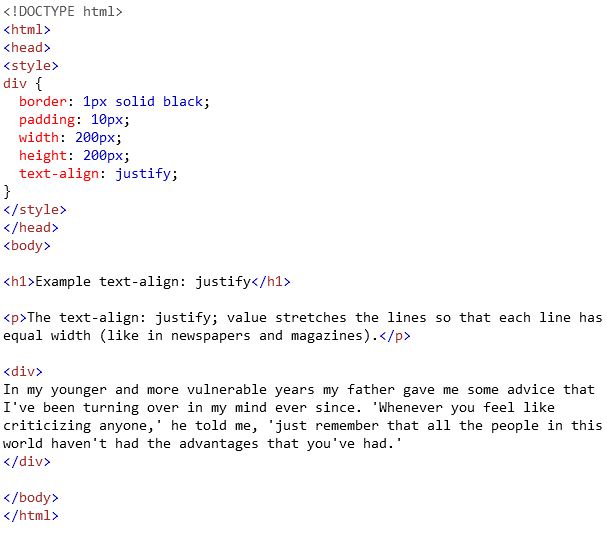 <!DOCTYPE html>
<html>
<head>
<style>
div {
  border: 1px solid black;
  padding: 10px;
  width: 200px;
  height: 200px;
  text-align: justify;
}
</style>
</head>
<body>

<h1>Example text-align: justify</h1>

<p>The text-align: justify; value stretches the lines so that each line has
equal width (like in newspapers and magazines).</p>

<div>
In my younger and more vulnerable years my father gave me some advice that
I've been turning over in my mind ever since. 'Whenever you feel like
criticizing anyone,' he told me, 'just remember that all the people in this
world haven't had the advantages that you've had.'
</div>

</body>
</html>